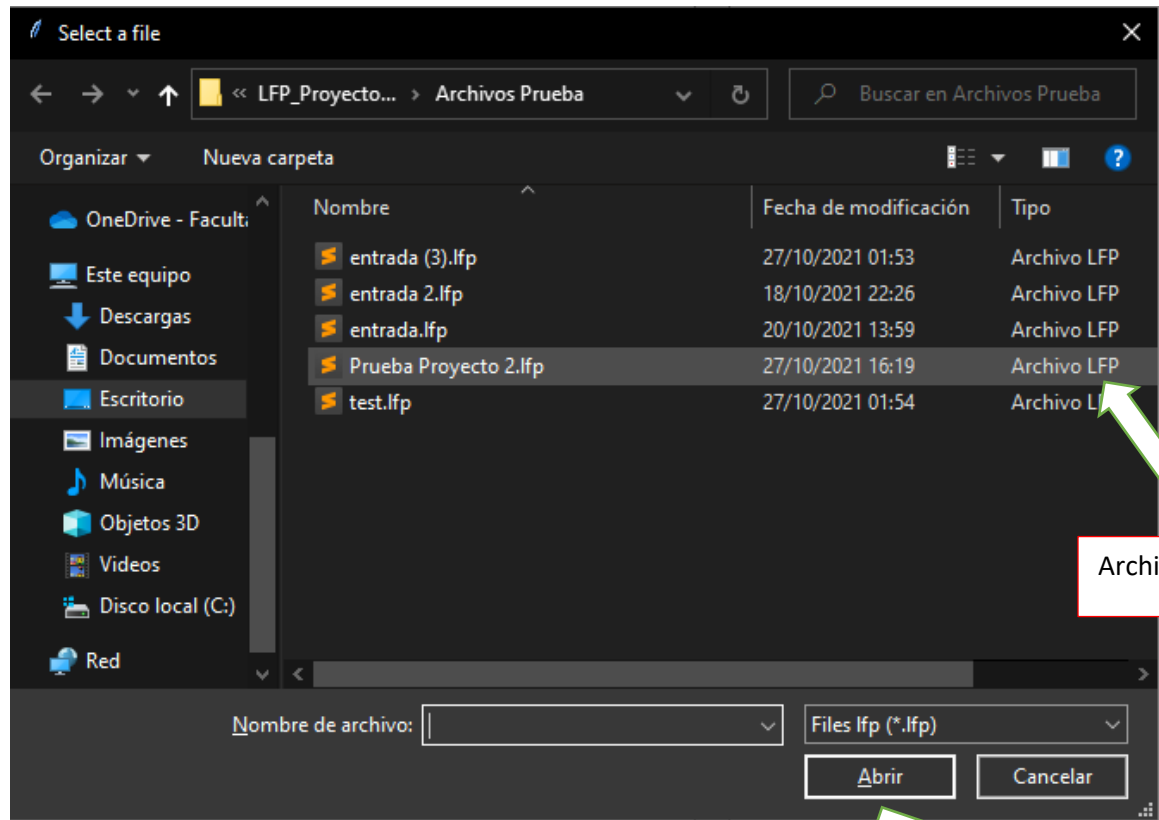 Select a file
« LFP_Proyecto... > Archivos Prueba
Buscar en Archivos Prueba
Organizar Nueva carpeta
OneDrive - Faculta
Este equipo
Descargas
Documentos
Escritorio
Imágenes
Música
Objetos 3D
Videos
Disco local (C:)
Red
Nombre Fecha de modificación Tipo
entrada (3).lfp 27/10/2021 01:53 Archivo LFP
entrada 2.lfp 18/10/2021 22:26 Archivo LFP
entrada.lfp 20/10/2021 13:59 Archivo LFP
Prueba Proyecto 2.lfp 27/10/2021 16:19 Archivo LFP
test.lfp 27/10/2021 01:54 Archivo L
Archi
Nombre de archivo: Files lfp (*.lfp)
Abrir Cancelar